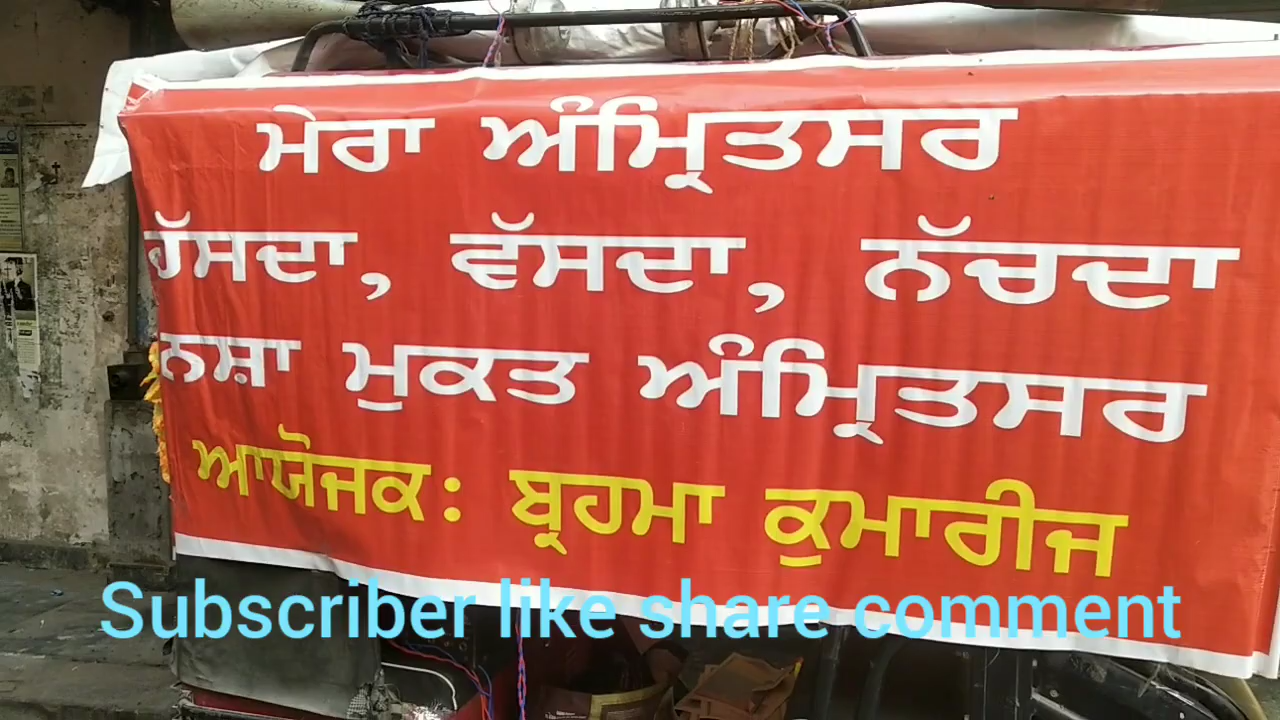 ਮੇਰਾ ਅੰਮ੍ਰਿਤਸਰ
ਹੱਸਦਾ, ਵੱਸਦਾ, ਨੱਚਦਾ
ਨਸ਼ਾ ਮੁਕਤ ਅੰਮ੍ਰਿਤਸਰ
ਆਯੋਜਕ: ਬ੍ਰਹਮਾ ਕੁਮਾਰੀਜ
Subscriber like share comment